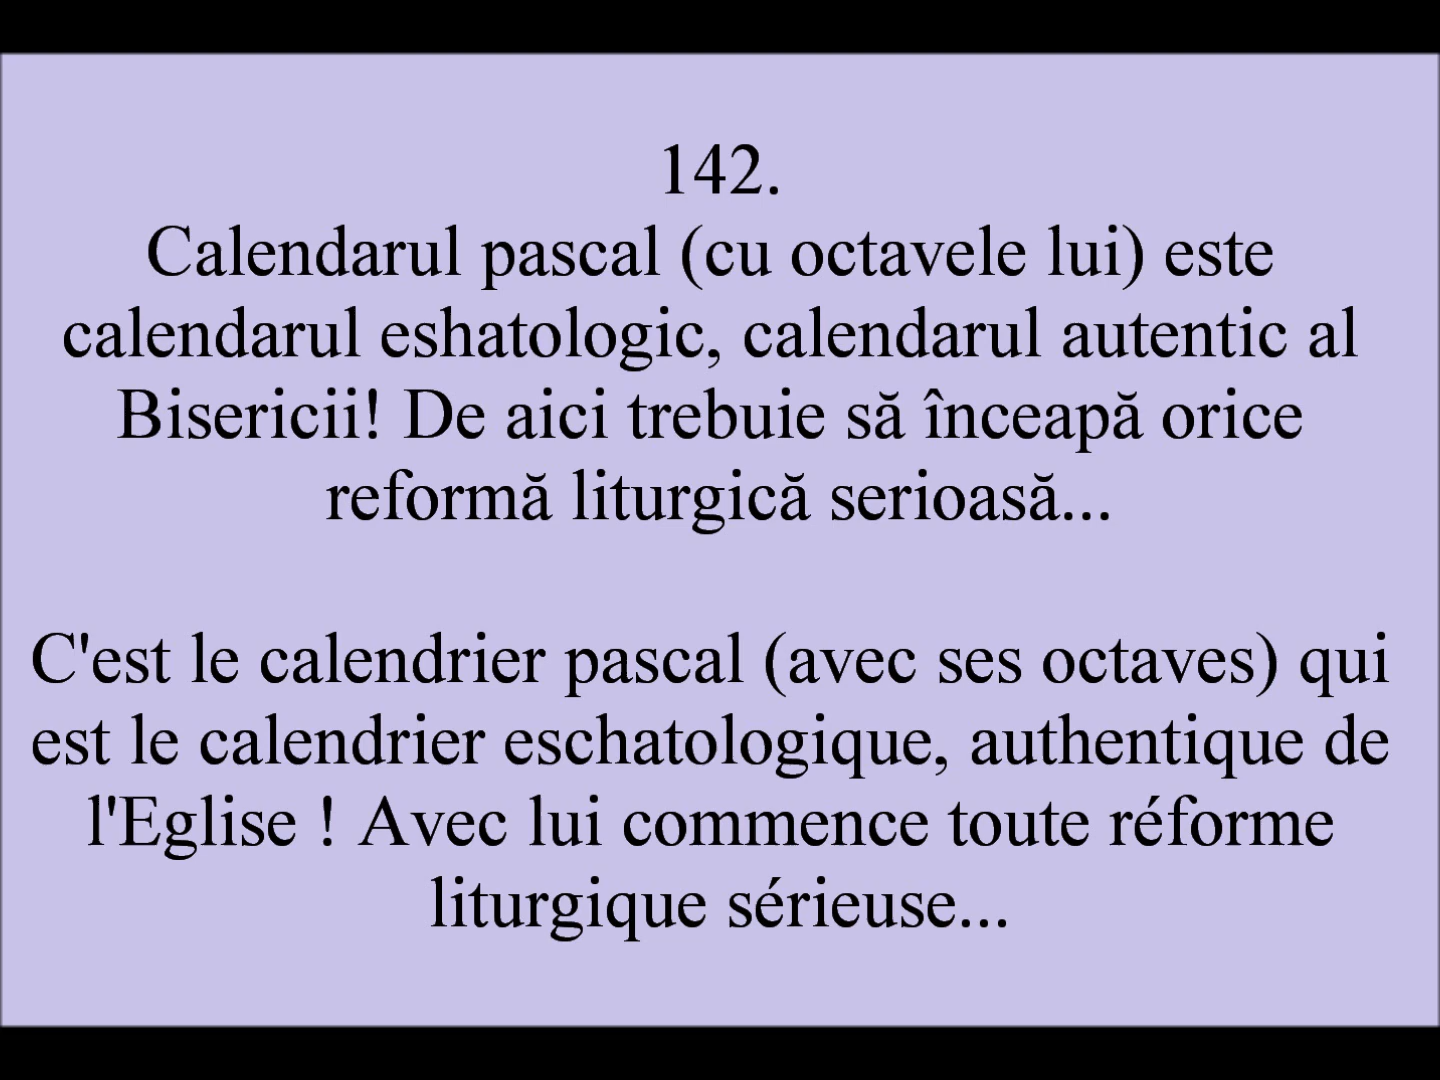 142.
Calendarul pascal (cu octavele lui) este
calendarul eshatologic, calendarul autentic al
Bisericii! De aici trebuie să înceapă orice
reformă liturgică serioasă...
C'est le calendrier pascal (avec ses octaves) qui
est le calendrier eschatologique, authentique de
l'Eglise ! Avec lui commence toute réforme
liturgique sérieuse...